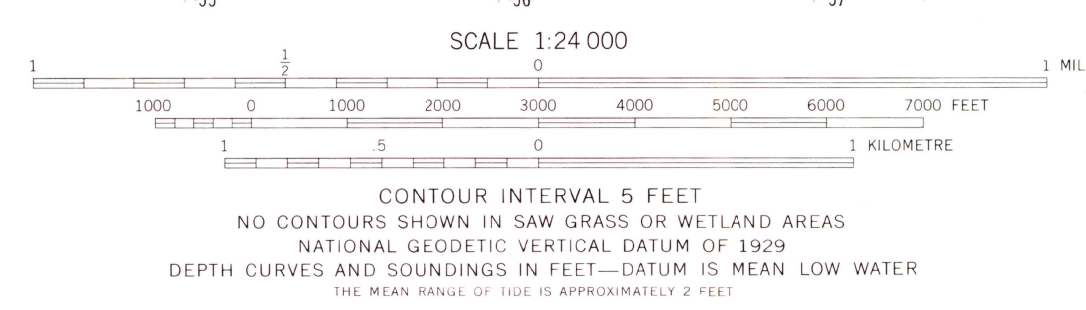 SCALE 1:24 000
1 1/2 0 1 MIL
1000 0 1000 2000 3000 4000 5000 6000 7000 FEET
1 .5 0 1 KILOMETRE
CONTOUR INTERVAL 5 FEET
NO CONTOURS SHOWN IN SAW GRASS OR WETLAND AREAS
NATIONAL GEODETIC VERTICAL DATUM OF 1929
DEPTH CURVES AND SOUNDINGS IN FEET—DATUM IS MEAN LOW WATER
THE MEAN RANGE OF TIDE IS APPROXIMATELY 2 FEET